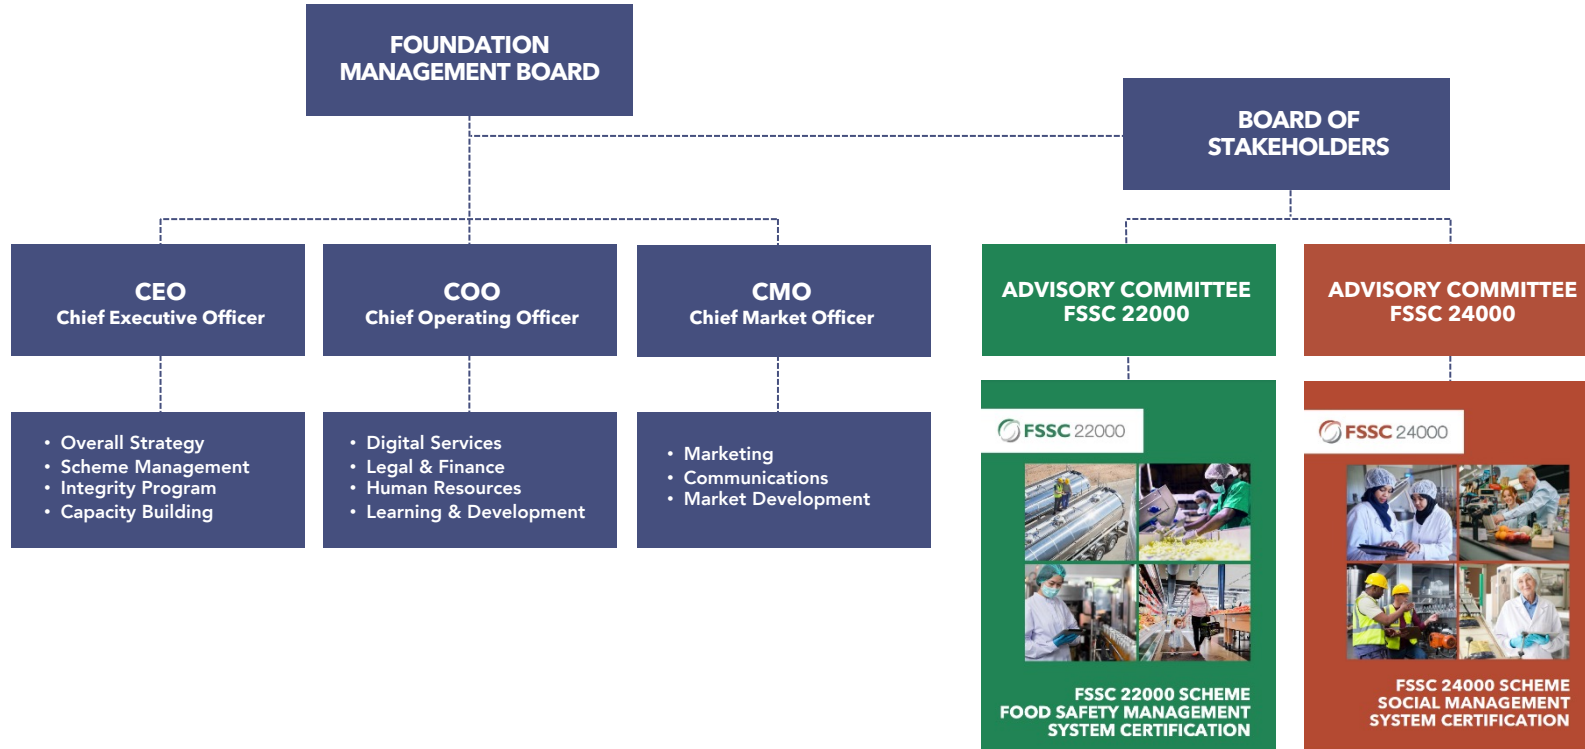 FOUNDATION
MANAGEMENT BOARD
BOARD OF
STAKEHOLDERS
CEO
Chief Executive Officer
COO
Chief Operating Officer
CMO
Chief Market Officer
ADVISORY COMMITTEE
FSSC 22000
ADVISORY COMMITTEE
FSSC 24000
• Overall Strategy
• Scheme Management
• Integrity Program
• Capacity Building
• Digital Services
• Legal & Finance
• Human Resources
• Learning & Development
• Marketing
• Communications
• Market Development
FSSC 22000
FSSC 22000 SCHEME
FOOD SAFETY MANAGEMENT
SYSTEM CERTIFICATION
FSSC 24000
FSSC 24000 SCHEME
SOCIAL MANAGEMENT
SYSTEM CERTIFICATION